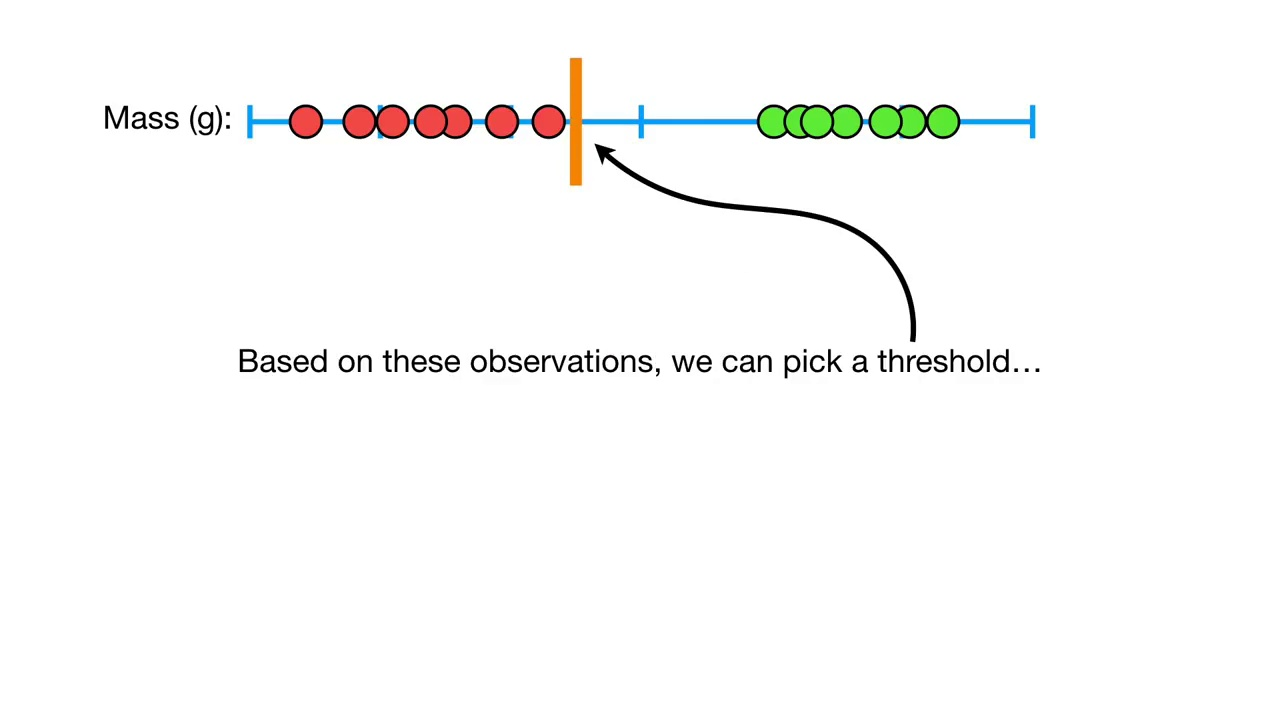 Mass (g):
Based on these observations, we can pick a threshold…